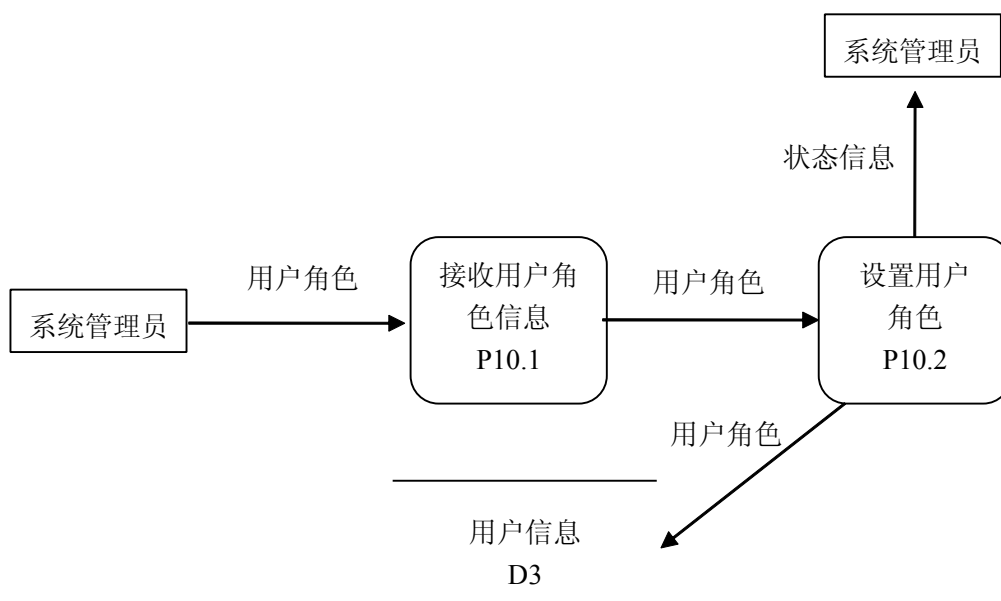 系统管理员
状态信息
用户角色
接收用户角
色信息
P10.1
用户角色
设置用户
角色
P10.2
系统管理员
用户角色
用户信息
D3